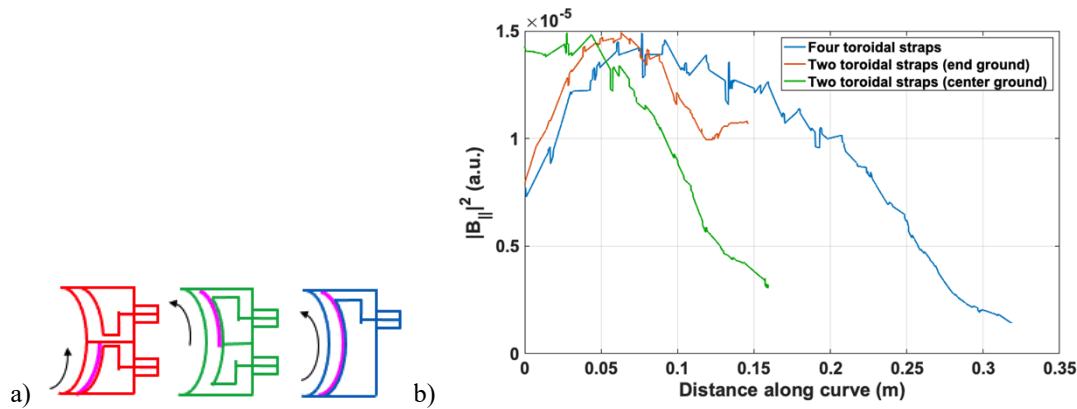 a)
b)
×10⁻⁵
1.5
1
0.5
0
|B_|||² (a.u.)
Four toroidal straps
Two toroidal straps (end ground)
Two toroidal straps (center ground)
0 0.05 0.1 0.15 0.2 0.25 0.3 0.35
Distance along curve (m)